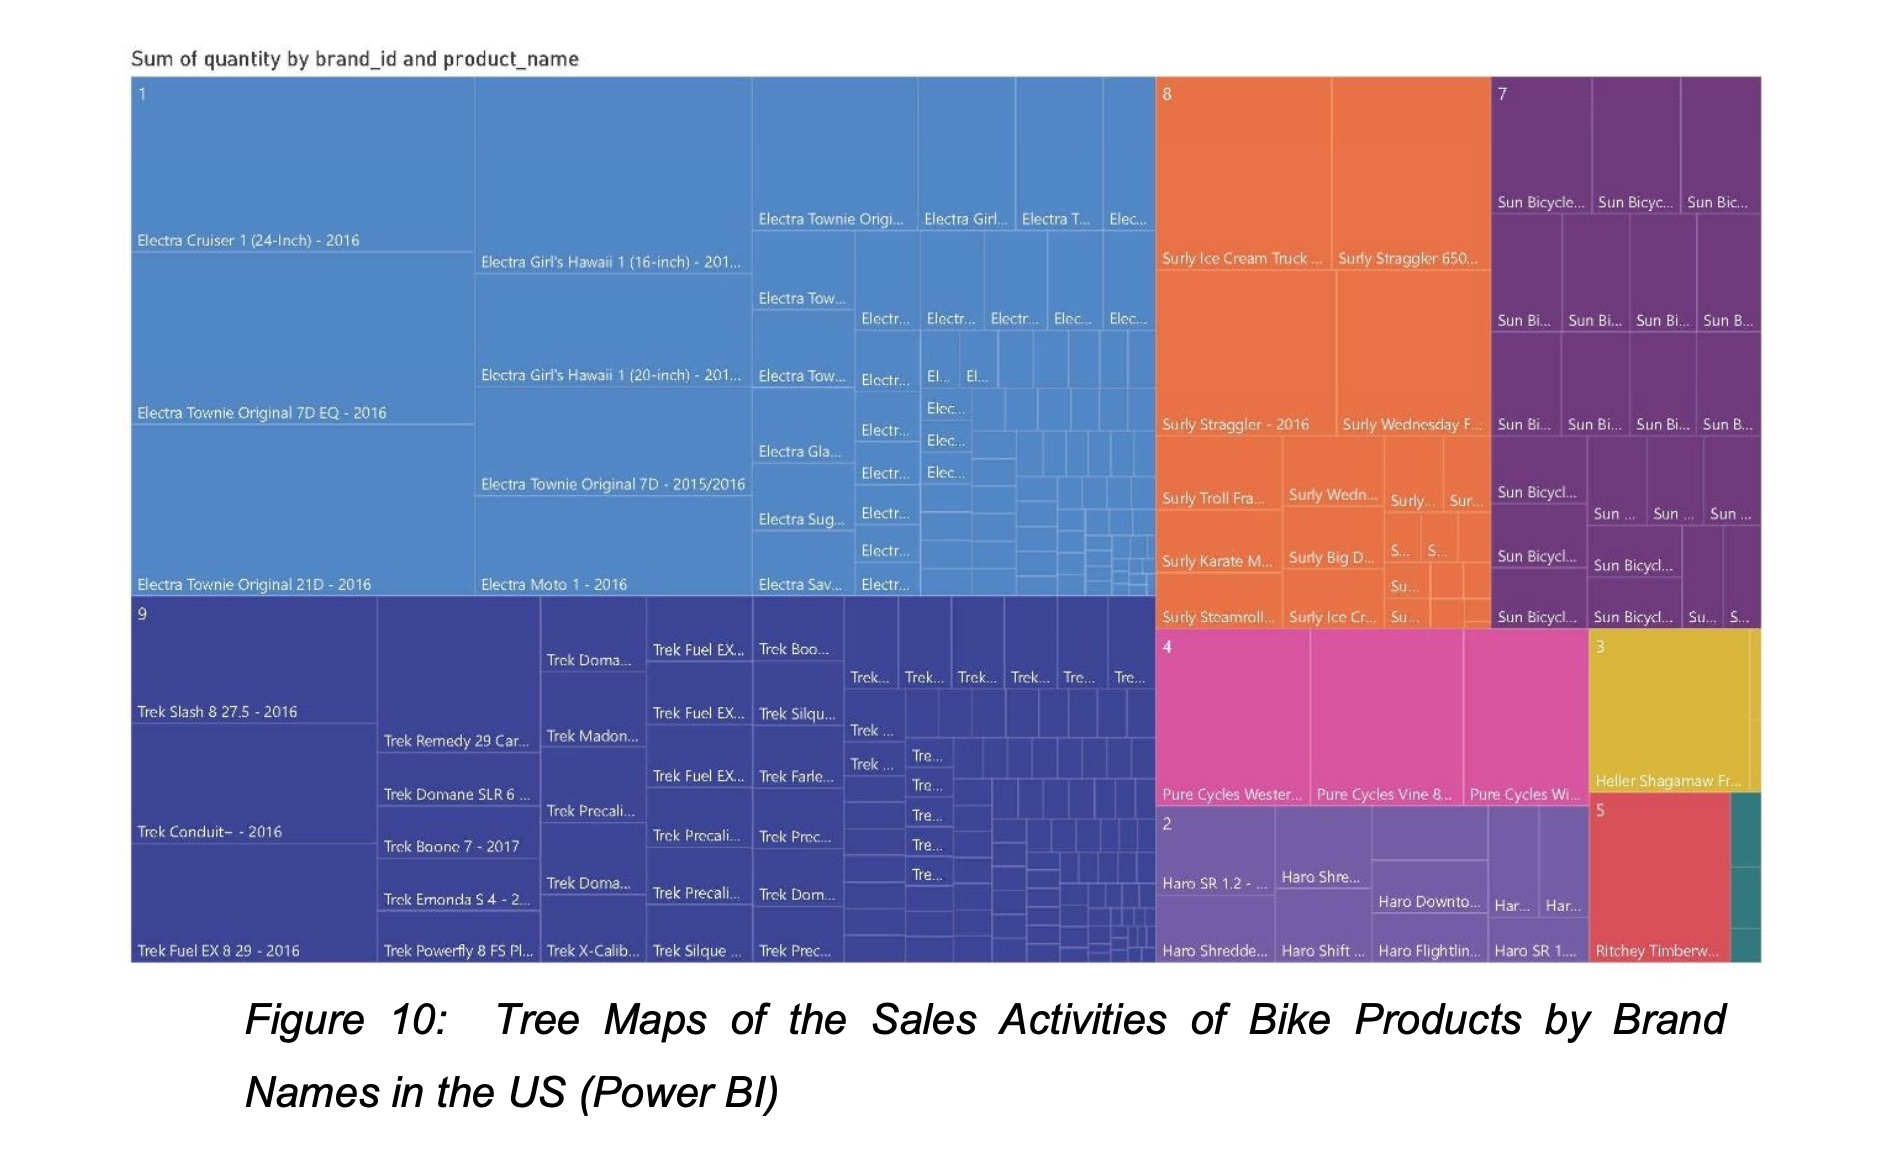 Sum of quantity by brand_id and product_name
1
Electra Cruiser 1 (24-Inch) - 2016
Electra Townie Original 7D EQ - 2016
Electra Townie Original 21D - 2016
Electra Girl's Hawaii 1 (16-inch) - 201...
Electra Girl's Hawaii 1 (20-inch) - 201...
Electra Townie Original 7D - 2015/2016
Electra Moto 1 - 2016
Electra Townie Origi...
Electra Girl...
Electra T...
Elec...
Electra Tow...
Electra Tow...
Electra Gla...
Electra Sug...
Electra Sav...
Electr...
Electr...
Electr...
Elec...
Elec...
Electr...
Electr...
Electr...
Electr...
Electr...
Electr...
El...
El...
Elec...
Elec...
Elec...
9
Trek Slash 8 27.5 - 2016
Trek Conduit– - 2016
Trek Fuel EX 8 29 - 2016
Trek Remedy 29 Car...
Trek Domane SLR 6 ...
Trek Boone 7 - 2017
Trek Emonda S 4 - 2...
Trek Powerfly 8 FS Pl...
Trek Doma...
Trek Madon...
Trek Precali...
Trek Doma...
Trek X-Calib...
Trek Fuel EX...
Trek Fuel EX...
Trek Fuel EX...
Trek Precali...
Trek Precali...
Trek Silque ...
Trek Boo...
Trek Silqu...
Trek Farle...
Trek Prec...
Trek Dom...
Trek Prec...
Trek...
Trek...
Trek...
Trek...
Tre...
Tre...
Trek ...
Trek ...
Tre...
Tre...
Tre...
Tre...
Tre...
8
Surly Ice Cream Truck ...
Surly Straggler 650...
Surly Straggler - 2016
Surly Wednesday F...
Surly Troll Fra...
Surly Karate M...
Surly Steamroll...
Surly Wedn...
Surly Big D...
Surly Ice Cr...
Surly...
Sur...
S...
S...
Su...
Su...
7
Sun Bicycle...
Sun Bicyc...
Sun Bic...
Sun Bi...
Sun Bi...
Sun Bi...
Sun B...
Sun Bi...
Sun Bi...
Sun Bi...
Sun B...
Sun Bicycl...
Sun Bicycl...
Sun Bicycl...
Sun ...
Sun ...
Sun ...
Sun Bicycl...
Sun Bicycl...
Su...
S...
4
Pure Cycles Wester...
Pure Cycles Vine 8...
Pure Cycles Wi...
2
Haro SR 1.2 - ...
Haro Shredde...
Haro Shre...
Haro Shift ...
Haro Downto...
Haro Flightlin...
Har...
Har...
Haro SR 1....
3
Heller Shagamaw Fr...
5
Ritchey Timberw...
Figure 10: Tree Maps of the Sales Activities of Bike Products by Brand
Names in the US (Power BI)